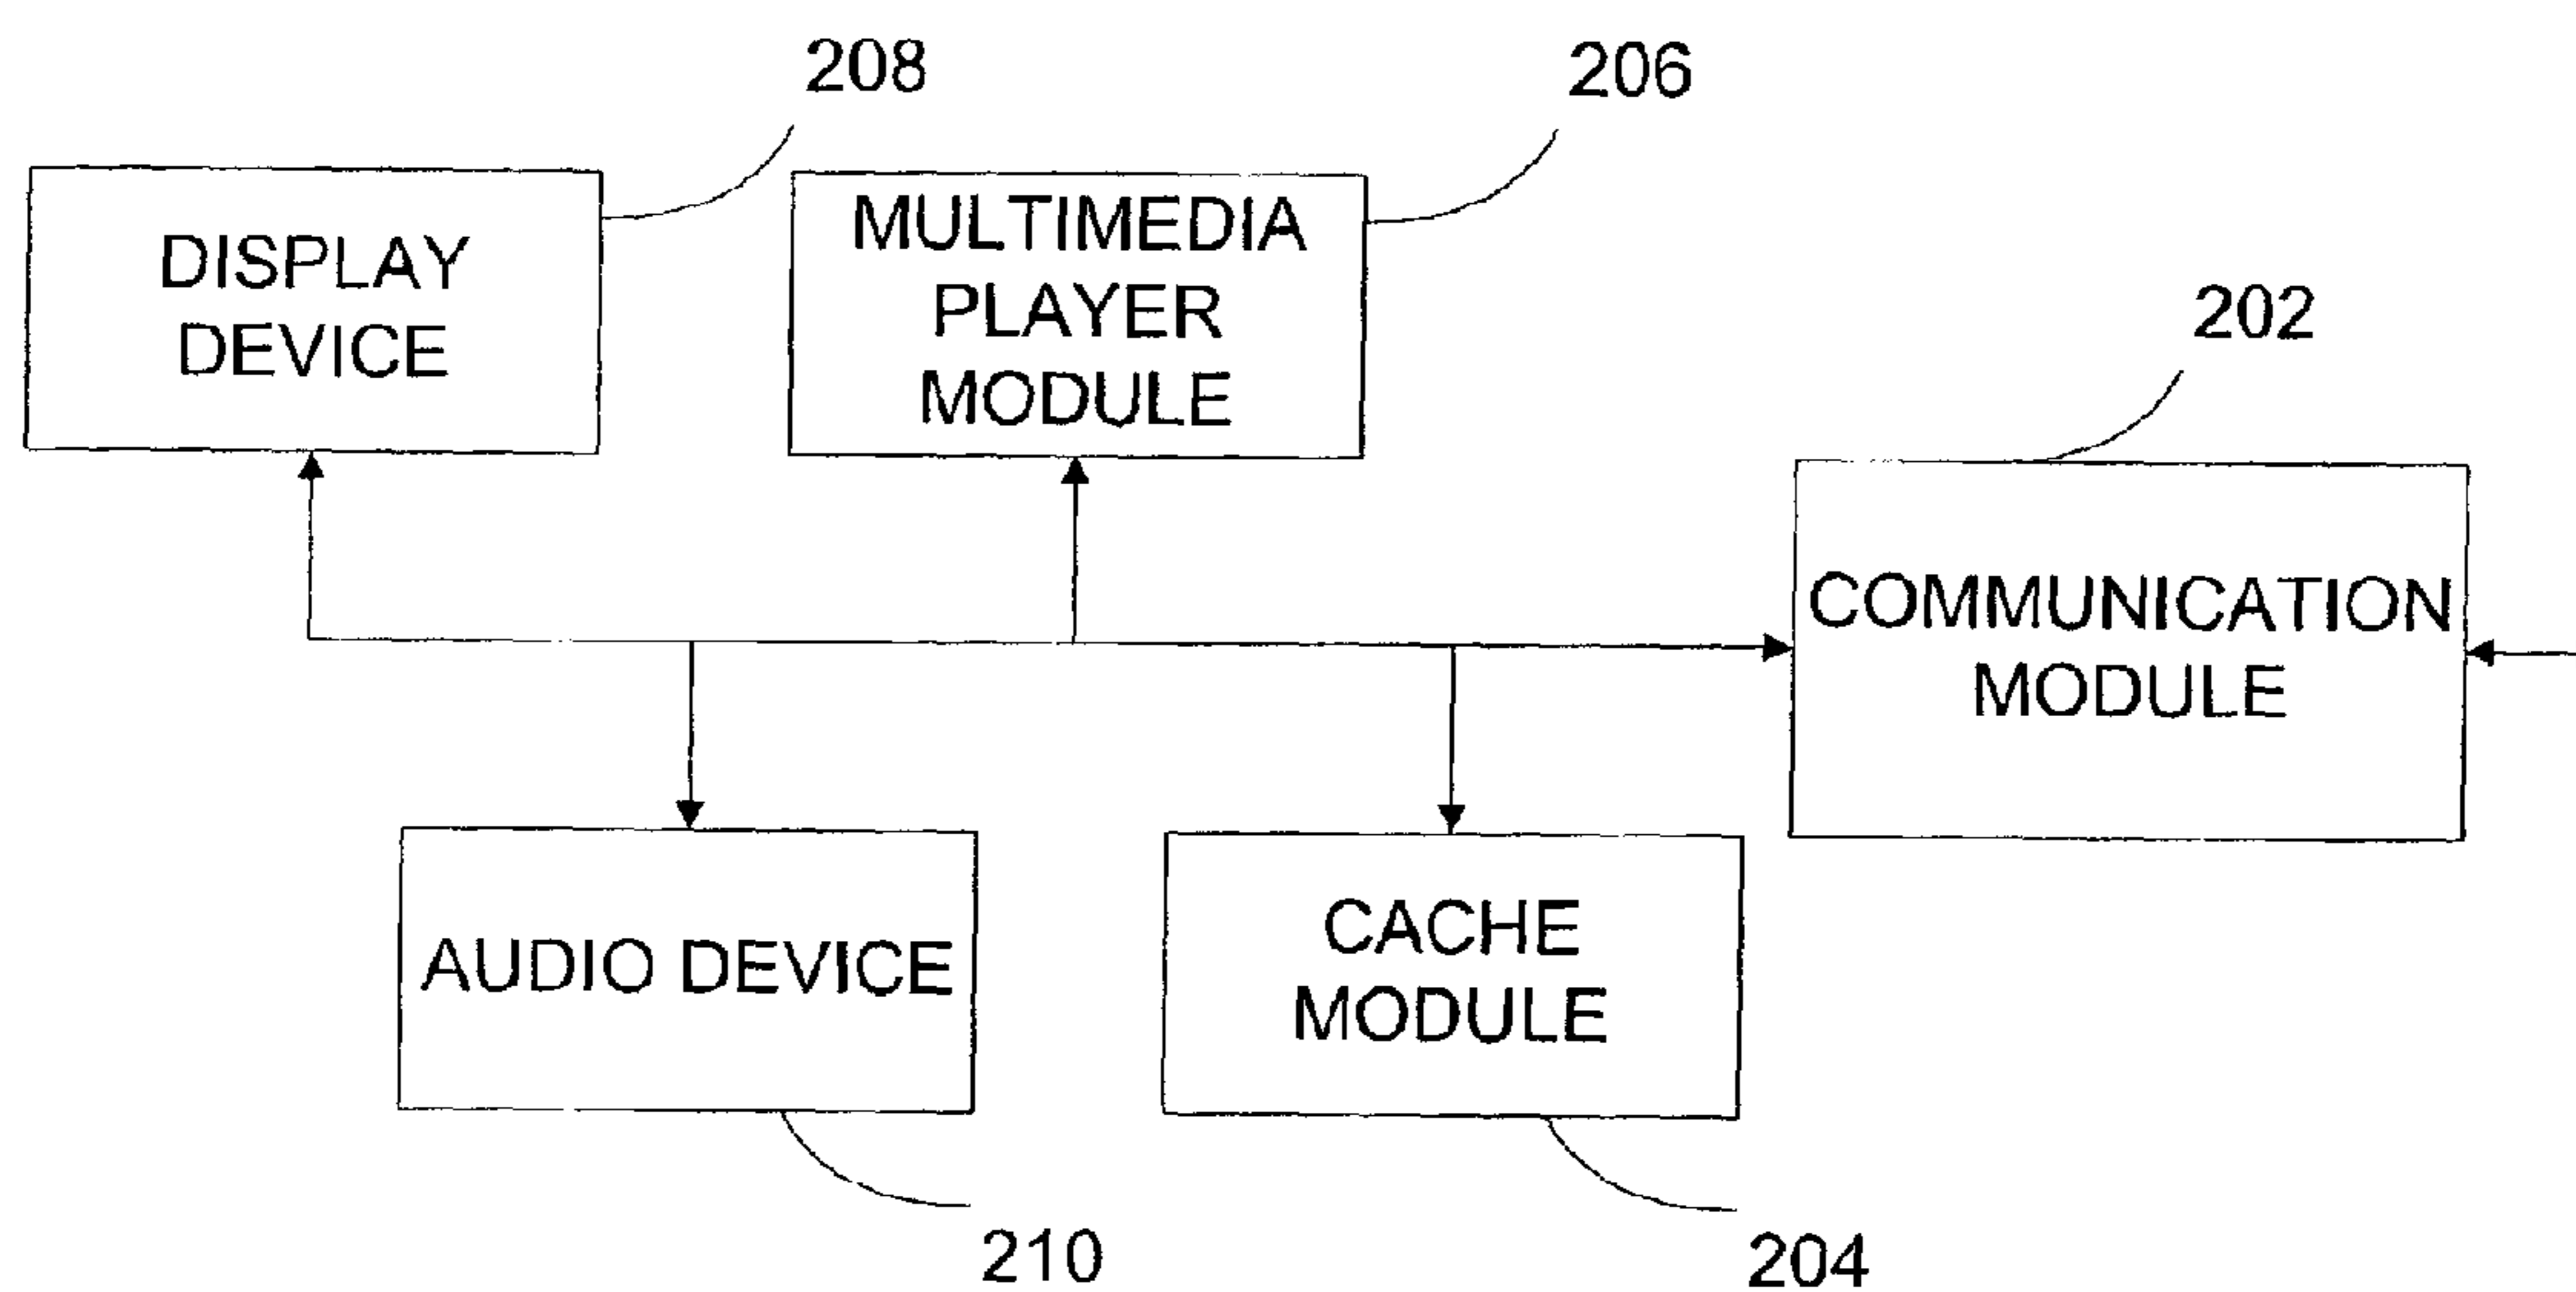 208
206
DISPLAY
DEVICE
MULTIMEDIA
PLAYER
MODULE
202
COMMUNICATION
MODULE
AUDIO DEVICE
CACHE
MODULE
210
204